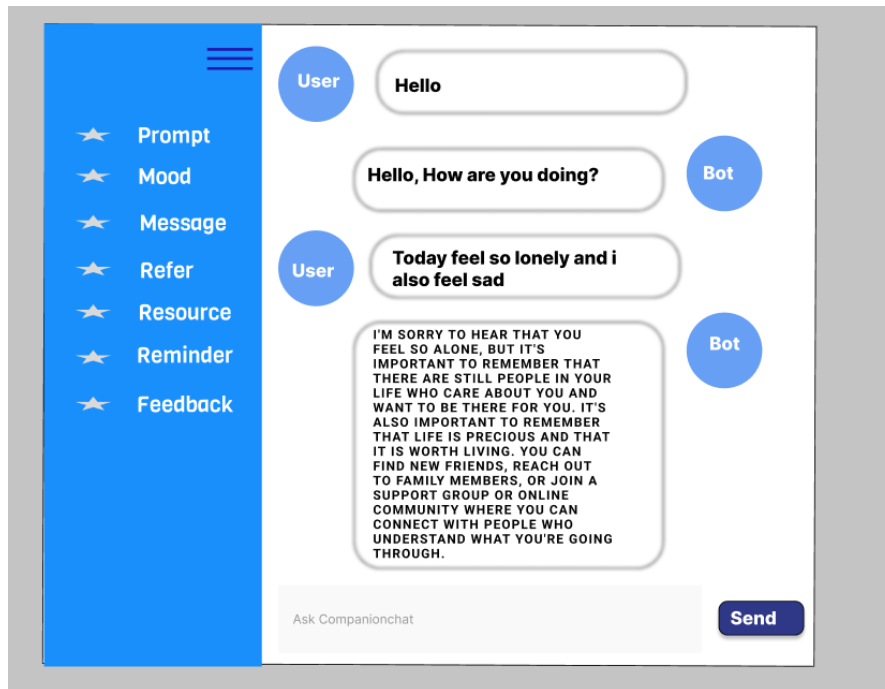 Prompt
Mood
Message
Refer
Resource
Reminder
Feedback
User
Hello
Hello, How are you doing?
Bot
User
Today feel so lonely and i
also feel sad
Bot
I'M SORRY TO HEAR THAT YOU
FEEL SO ALONE, BUT IT'S
IMPORTANT TO REMEMBER THAT
THERE ARE STILL PEOPLE IN YOUR
LIFE WHO CARE ABOUT YOU AND
WANT TO BE THERE FOR YOU. IT'S
ALSO IMPORTANT TO REMEMBER
THAT LIFE IS PRECIOUS AND THAT
IT IS WORTH LIVING. YOU CAN
FIND NEW FRIENDS, REACH OUT
TO FAMILY MEMBERS, OR JOIN A
SUPPORT GROUP OR ONLINE
COMMUNITY WHERE YOU CAN
CONNECT WITH PEOPLE WHO
UNDERSTAND WHAT YOU'RE GOING
THROUGH.
Ask Companionchat
Send